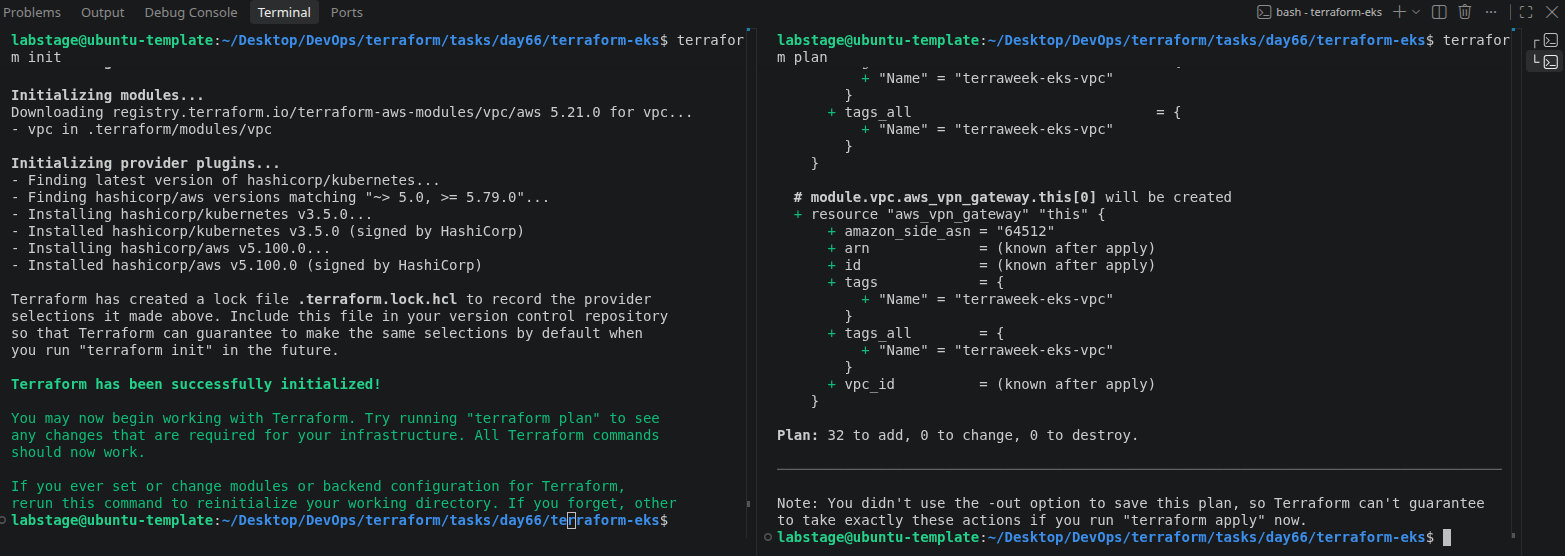 Problems Output Debug Console Terminal Ports
bash - terraform-eks
labstage@ubuntu-template:~/Desktop/DevOps/terraform/tasks/day66/terraform-eks$ terrafor
m init
Initializing modules...
Downloading registry.terraform.io/terraform-aws-modules/vpc/aws 5.21.0 for vpc...
- vpc in .terraform/modules/vpc
Initializing provider plugins...
- Finding latest version of hashicorp/kubernetes...
- Finding hashicorp/aws versions matching "~> 5.0, >= 5.79.0"...
- Installing hashicorp/kubernetes v3.5.0...
- Installed hashicorp/kubernetes v3.5.0 (signed by HashiCorp)
- Installing hashicorp/aws v5.100.0...
- Installed hashicorp/aws v5.100.0 (signed by HashiCorp)
Terraform has created a lock file .terraform.lock.hcl to record the provider
selections it made above. Include this file in your version control repository
so that Terraform can guarantee to make the same selections by default when
you run "terraform init" in the future.
Terraform has been successfully initialized!
You may now begin working with Terraform. Try running "terraform plan" to see
any changes that are required for your infrastructure. All Terraform commands
should now work.
If you ever set or change modules or backend configuration for Terraform,
rerun this command to reinitialize your working directory. If you forget, other
labstage@ubuntu-template:~/Desktop/DevOps/terraform/tasks/day66/terraform-eks$
labstage@ubuntu-template:~/Desktop/DevOps/terraform/tasks/day66/terraform-eks$ terrafor
m plan
+ "Name" = "terraweek-eks-vpc"
}
+ tags_all = {
+ "Name" = "terraweek-eks-vpc"
}
}
# module.vpc.aws_vpn_gateway.this[0] will be created
+ resource "aws_vpn_gateway" "this" {
+ amazon_side_asn = "64512"
+ arn = (known after apply)
+ id = (known after apply)
+ tags = {
+ "Name" = "terraweek-eks-vpc"
}
+ tags_all = {
+ "Name" = "terraweek-eks-vpc"
}
+ vpc_id = (known after apply)
}
Plan: 32 to add, 0 to change, 0 to destroy.
Note: You didn't use the -out option to save this plan, so Terraform can't guarantee
to take exactly these actions if you run "terraform apply" now.
labstage@ubuntu-template:~/Desktop/DevOps/terraform/tasks/day66/terraform-eks$